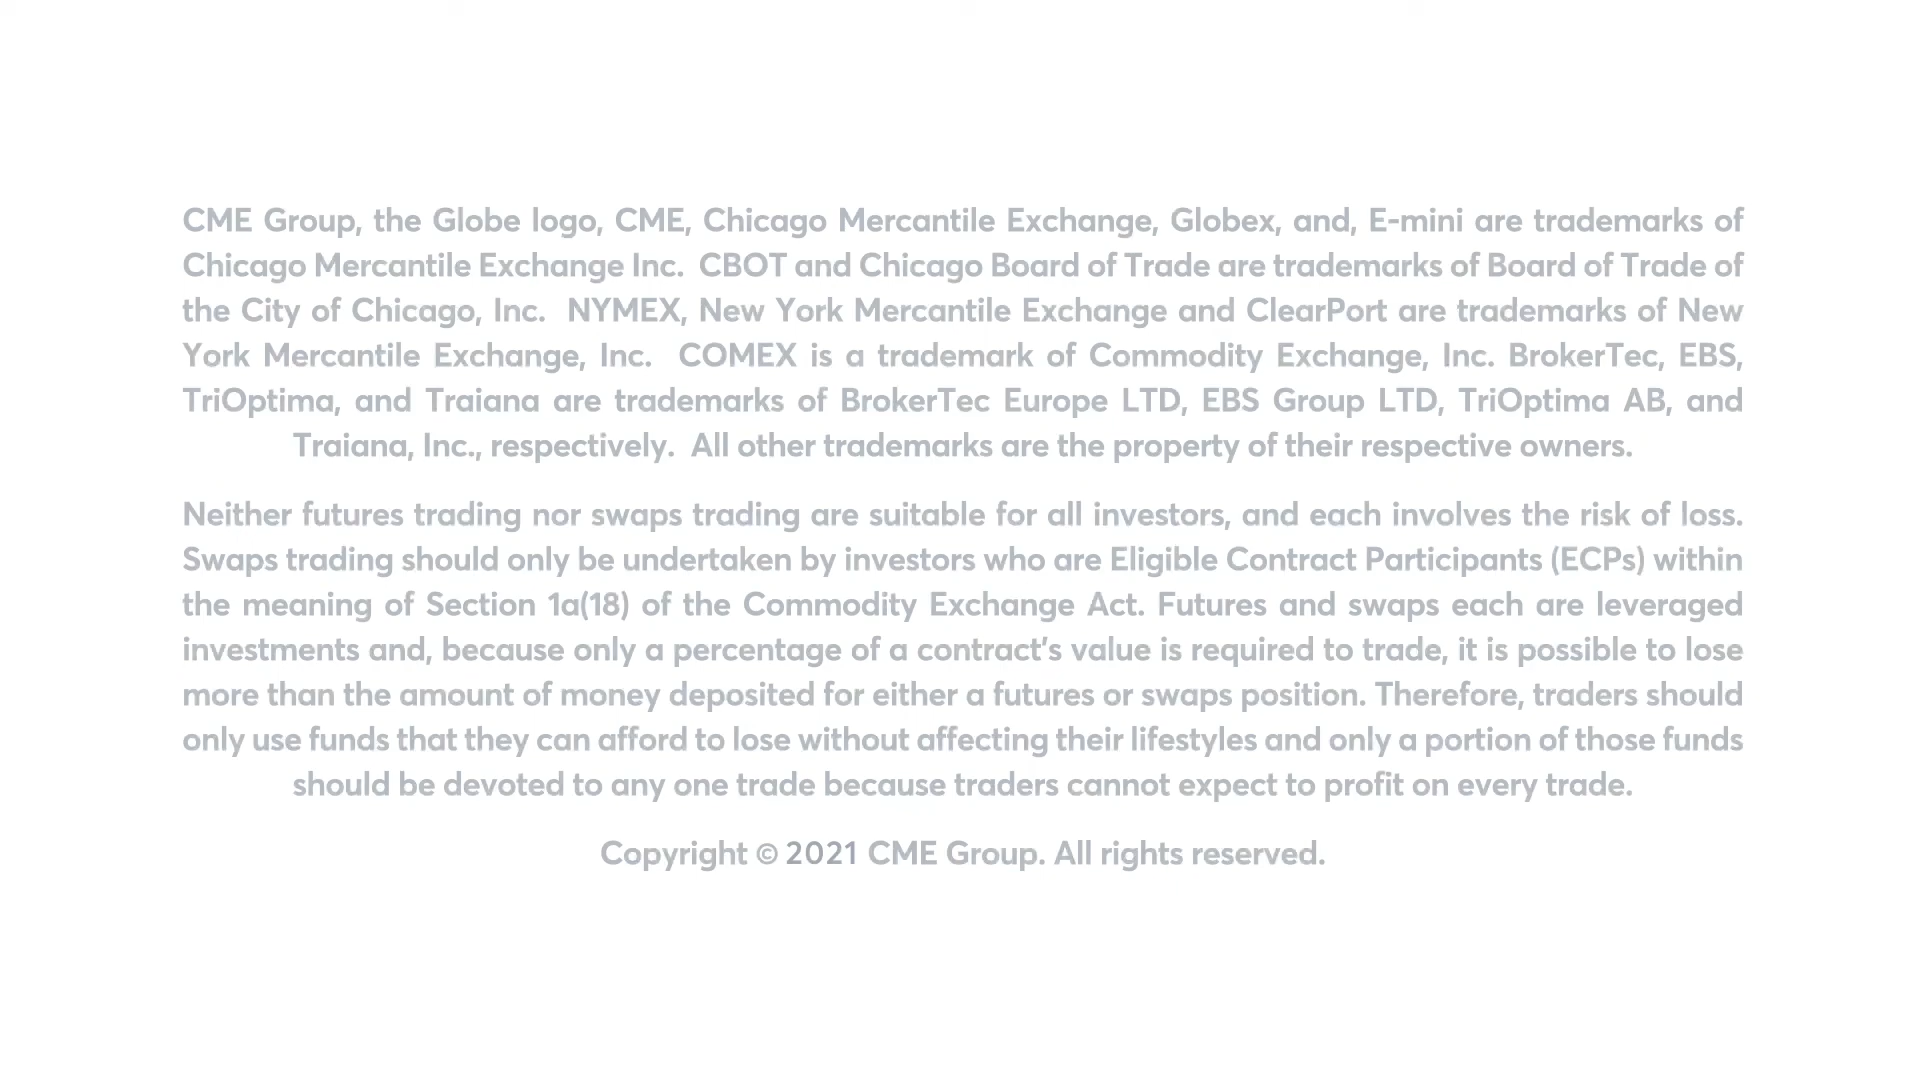 CME Group, the Globe logo, CME, Chicago Mercantile Exchange, Globex, and, E-mini are trademarks of
Chicago Mercantile Exchange Inc.  CBOT and Chicago Board of Trade are trademarks of Board of Trade of
the City of Chicago, Inc.  NYMEX, New York Mercantile Exchange and ClearPort are trademarks of New
York Mercantile Exchange, Inc.  COMEX is a trademark of Commodity Exchange, Inc. BrokerTec, EBS,
TriOptima, and Traiana are trademarks of BrokerTec Europe LTD, EBS Group LTD, TriOptima AB, and
Traiana, Inc., respectively.  All other trademarks are the property of their respective owners.
Neither futures trading nor swaps trading are suitable for all investors, and each involves the risk of loss.
Swaps trading should only be undertaken by investors who are Eligible Contract Participants (ECPs) within
the meaning of Section 1a(18) of the Commodity Exchange Act. Futures and swaps each are leveraged
investments and, because only a percentage of a contract's value is required to trade, it is possible to lose
more than the amount of money deposited for either a futures or swaps position. Therefore, traders should
only use funds that they can afford to lose without affecting their lifestyles and only a portion of those funds
should be devoted to any one trade because traders cannot expect to profit on every trade.
Copyright © 2021 CME Group. All rights reserved.